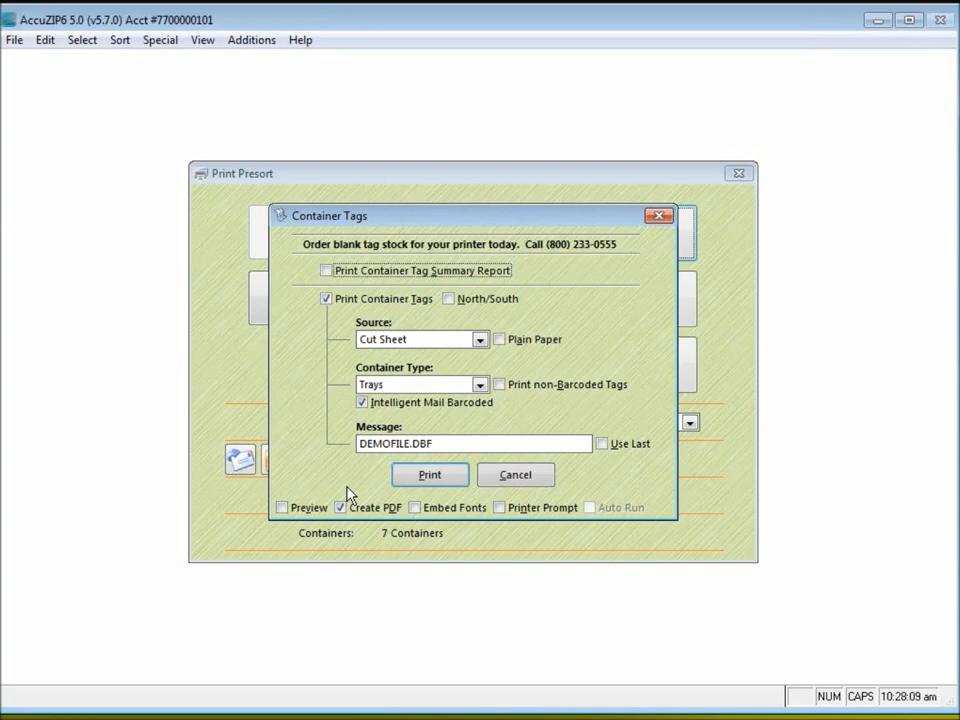 AccuZIP6 5.0 (v5.7.0) Acct #7700000101
File Edit Select Sort Special View Additions Help
Print Presort
Container Tags
Order blank tag stock for your printer today. Call (800) 233-0555
Print Container Tag Summary Report
Print Container Tags North/South
Source:
Cut Sheet Plain Paper
Container Type:
Trays Print non-Barcoded Tags
Intelligent Mail Barcoded
Message:
DEMOFILE.DBF Use Last
Print Cancel
Preview Create PDF Embed Fonts Printer Prompt Auto Run
Containers: 7 Containers
NUM CAPS 10:28:09 am